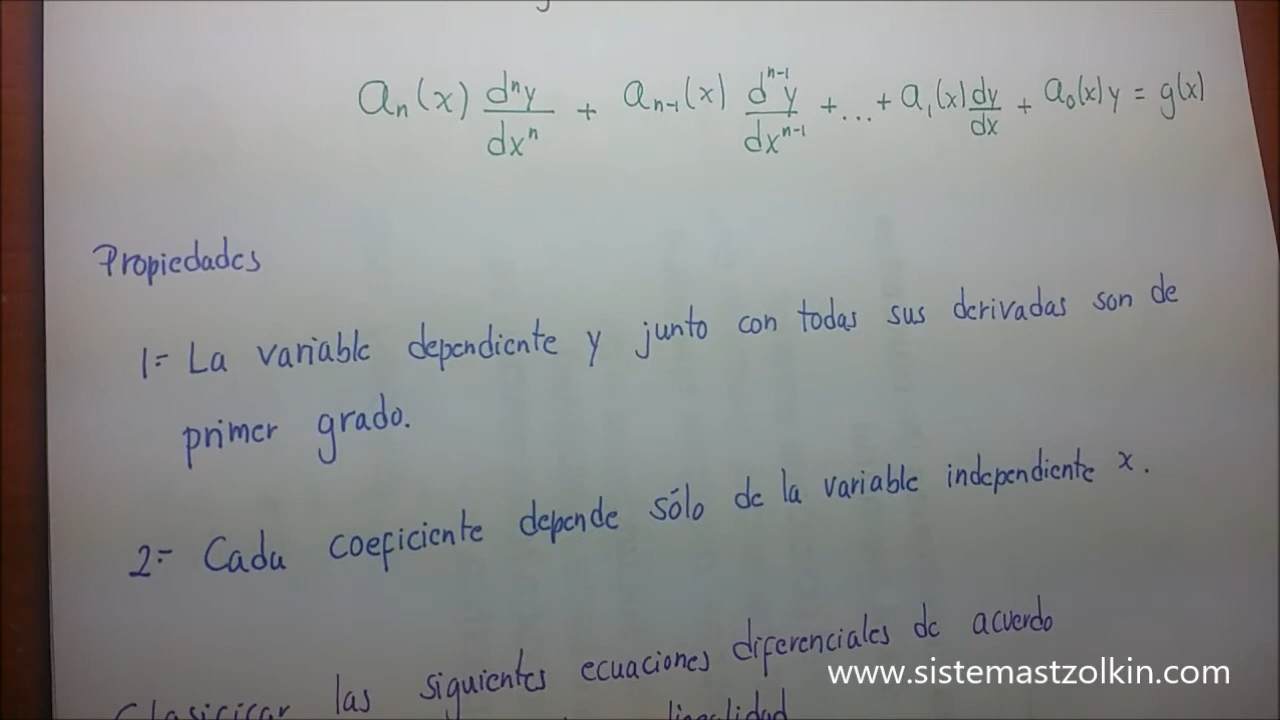 aₙ(x) dⁿy/dxⁿ + aₙ₋₁(x) dⁿ⁻¹y/dxⁿ⁻¹ + ... + a₁(x) dy/dx + a₀(x)y = g(x)
Propiedades
1.- La variable dependiente y junto con todas sus derivadas son de
primer grado.
2.- Cada coeficiente depende sólo de la variable independiente x.
las siguientes ecuaciones diferenciales de acuerdo
linealidad
www.sistemastzolkin.com